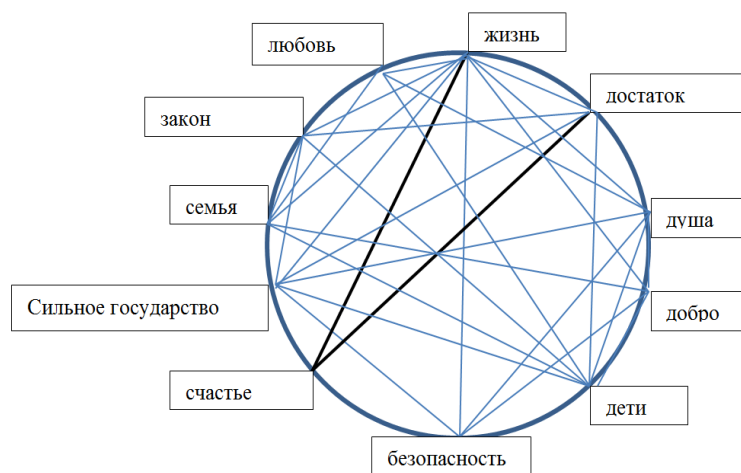 жизнь
любовь
достаток
закон
семья
душа
Сильное государство
добро
счастье
дети
безопасность